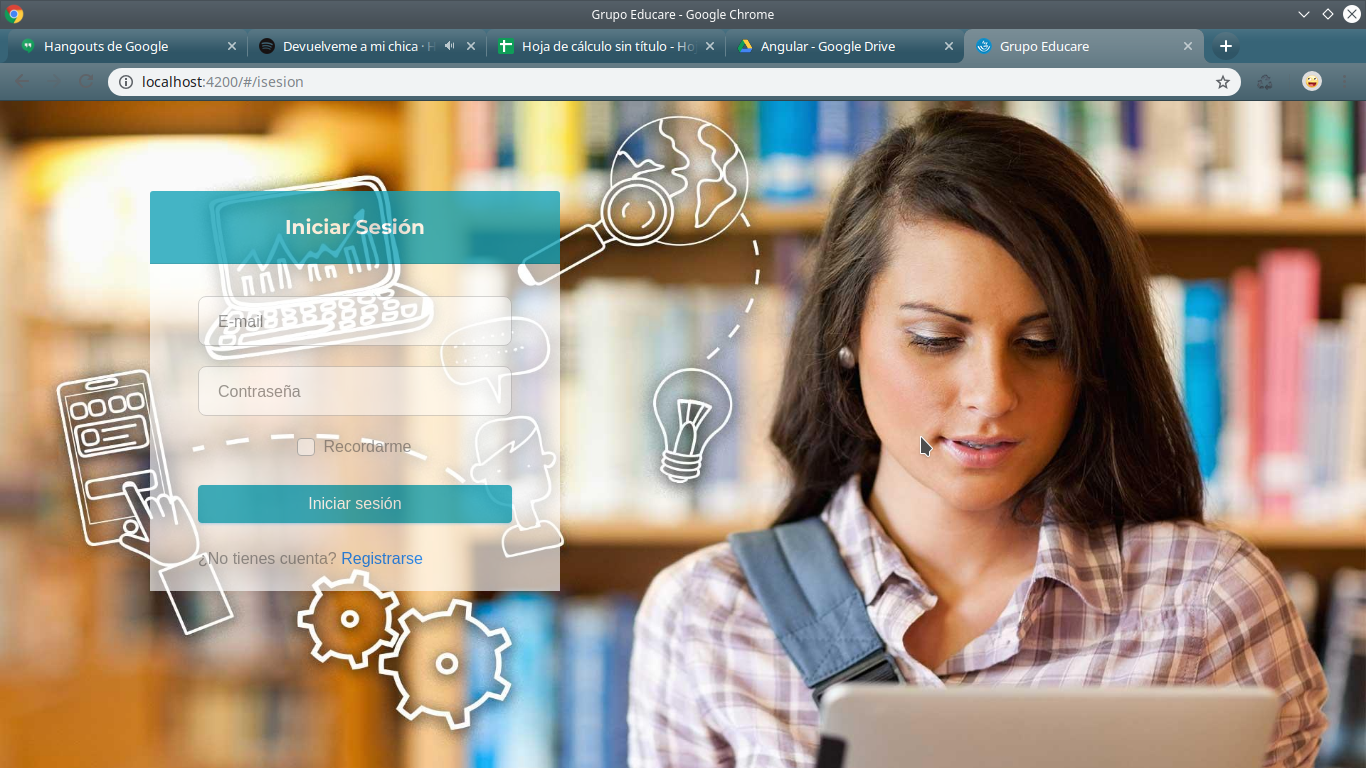 Grupo Educare - Google Chrome
Hangouts de Google
Devuelveme a mi chica ·
Hoja de cálculo sin título -
Angular - Google Drive
Grupo Educare
localhost:4200/#/isesion
Iniciar Sesión
E-mail
Contraseña
Recordarme
Iniciar sesión
¿No tienes cuenta? Registrarse